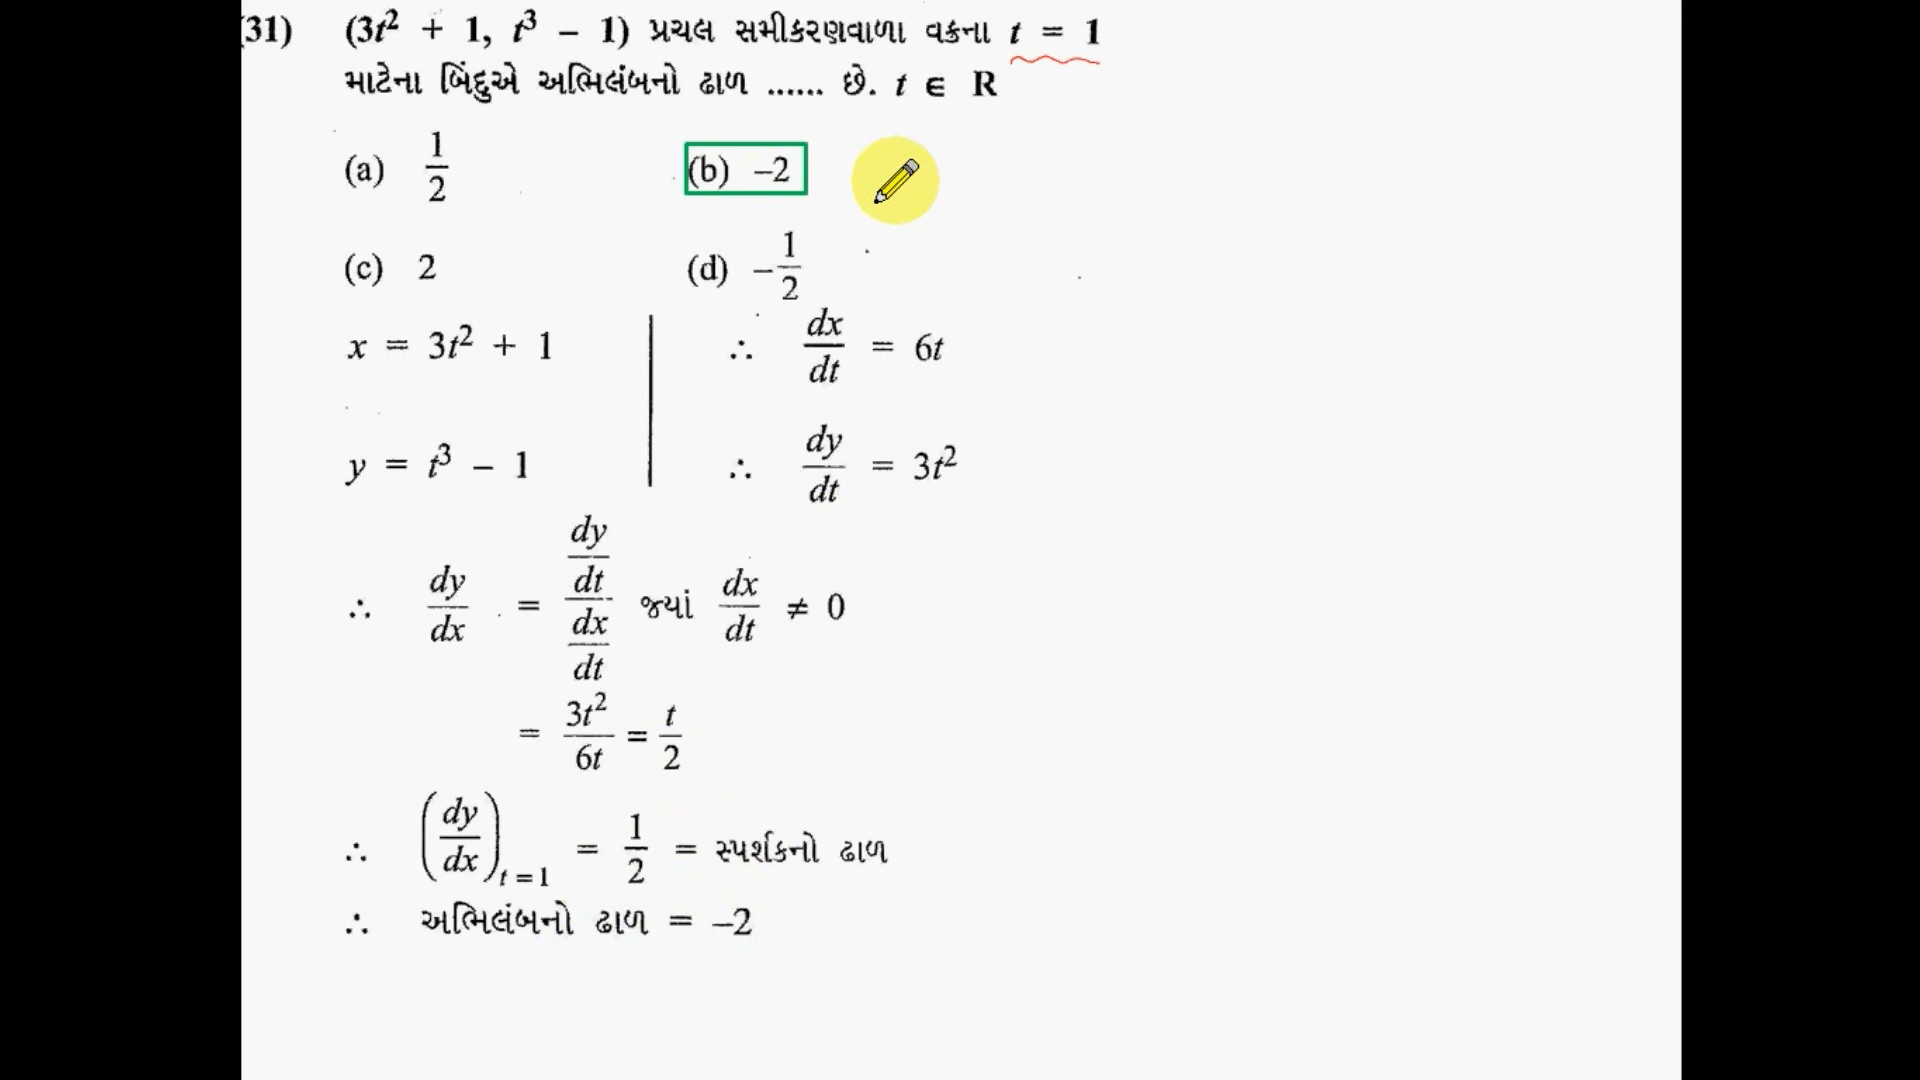 (31) (3t² + 1, t³ – 1) પ્રચલ સમીકરણવાળા વક્રના t = 1
માટેના બિંદુએ અભિલંબનો ઢાળ ...... છે. t ∈ R
(a) 1/2 (b) –2
(c) 2 (d) –1/2
x = 3t² + 1 ∴ dx/dt = 6t
y = t³ – 1 ∴ dy/dt = 3t²
∴ dy/dx = (dy/dt)/(dx/dt) જ્યાં dx/dt ≠ 0
= 3t²/6t = t/2
∴ (dy/dx)t = 1 = 1/2 = સ્પર્શકનો ઢાળ
∴ અભિલંબનો ઢાળ = –2